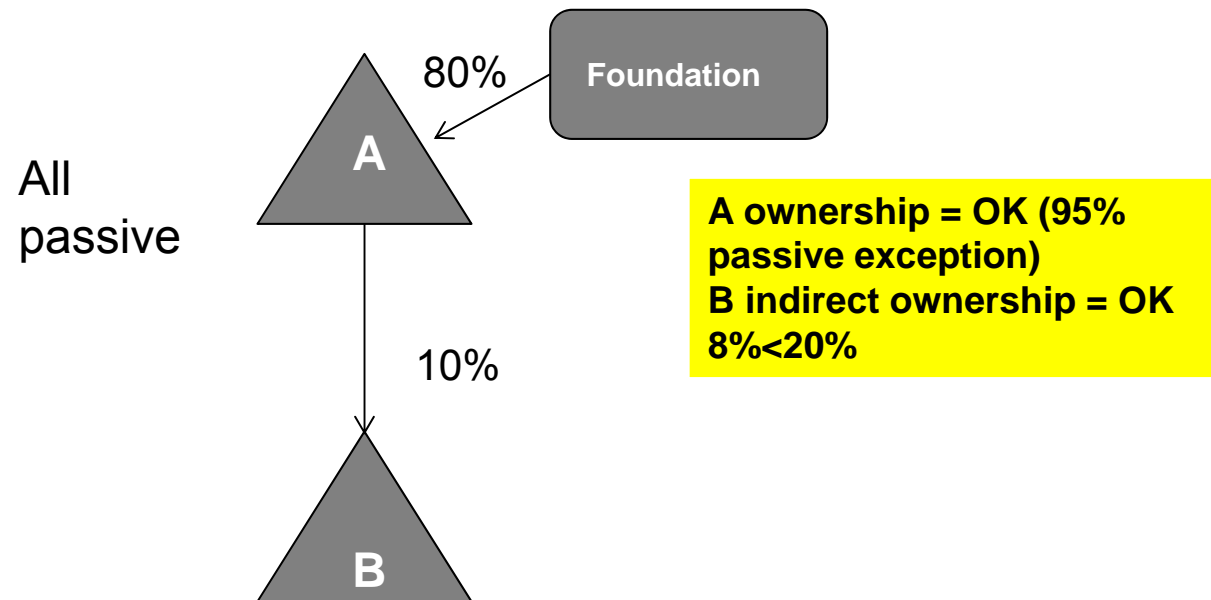 80%
Foundation
A
All
passive
A ownership = OK (95%
passive exception)
B indirect ownership = OK
8%<20%
10%
B